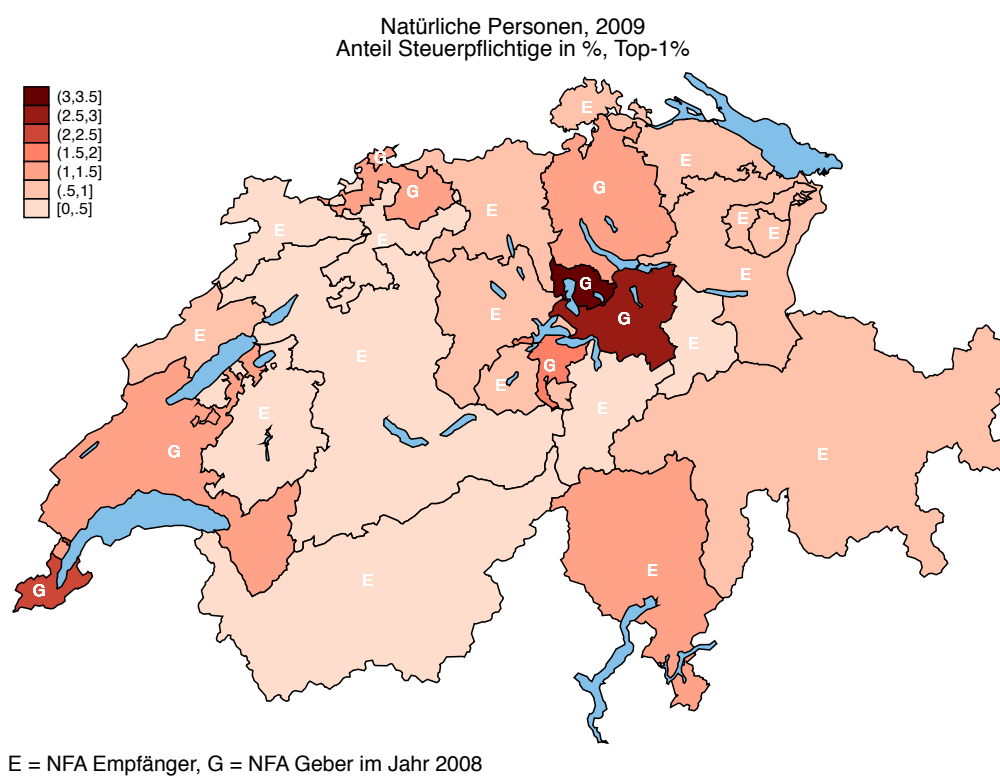 Natürliche Personen, 2009
Anteil Steuerpflichtige in %, Top-1%
(3,3.5]
(2.5,3]
(2,2.5]
(1.5,2]
(1,1.5]
(.5,1]
[0,.5]
E
G
E
G
G
E
E
E
E
E
E
G
E
G
E
E
E
G
E
E
E
G
E
E
E
G
E = NFA Empfänger, G = NFA Geber im Jahr 2008